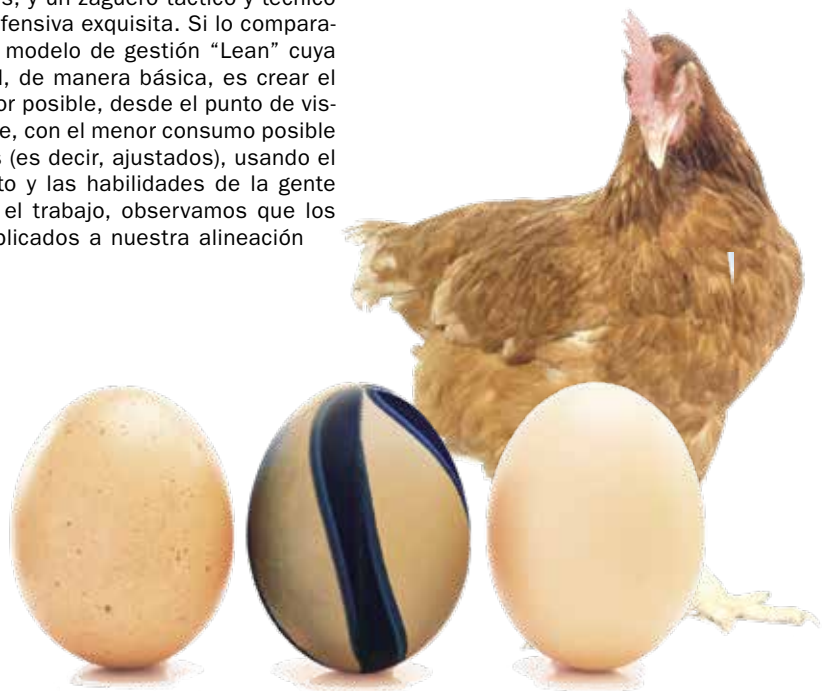 s, y un zaguero táctico y técnico
fensiva exquisita. Si lo compara-
modelo de gestión “Lean” cuya
l, de manera básica, es crear el
or posible, desde el punto de vis-
e, con el menor consumo posible
s (es decir, ajustados), usando el
to y las habilidades de la gente
el trabajo, observamos que los
plicados a nuestra alineación